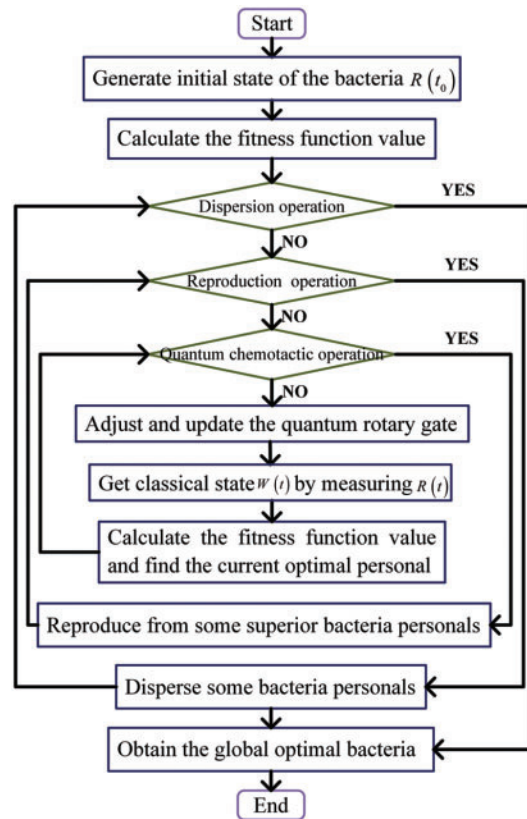 Start
Generate initial state of the bacteria R(t₀)
Calculate the fitness function value
Dispersion operation
YES
NO
Reproduction operation
YES
NO
Quantum chemotactic operation
YES
NO
Adjust and update the quantum rotary gate
Get classical state W(t) by measuring R(t)
Calculate the fitness function value
and find the current optimal personal
Reproduce from some superior bacteria personals
Disperse some bacteria personals
Obtain the global optimal bacteria
End